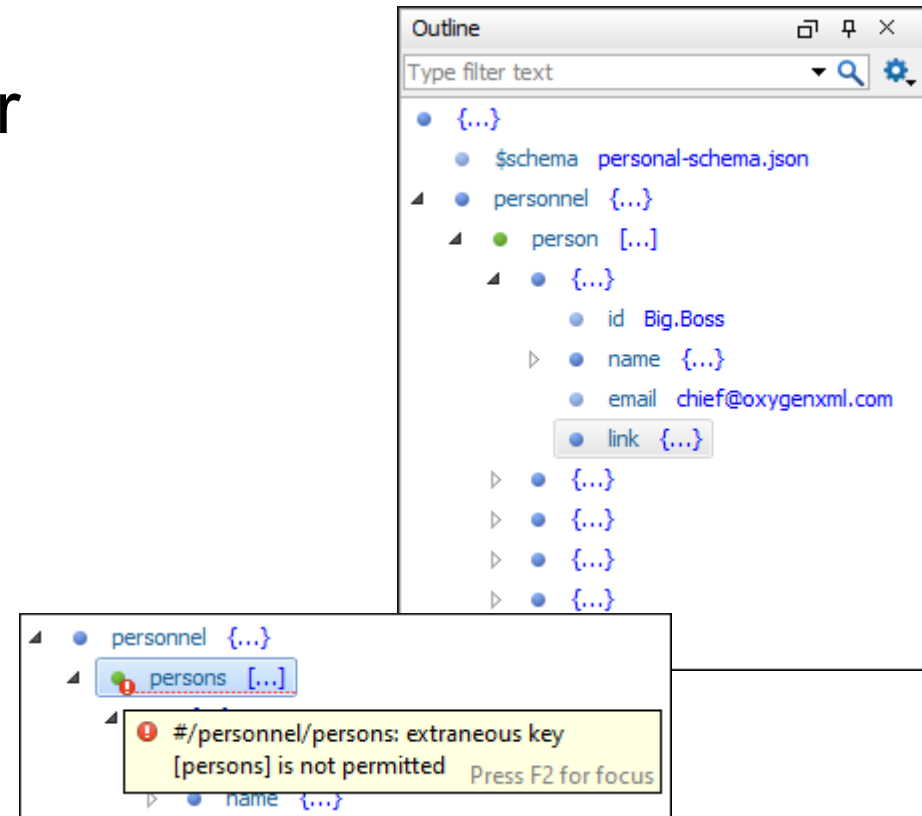 r
Outline
Type filter text
{...}
$schema personal-schema.json
personnel {...}
person [...]
{...}
id Big.Boss
name {...}
email chief@oxygenxml.com
link {...}
{...}
{...}
{...}
{...}
personnel {...}
persons [...]
#/personnel/persons: extraneous key
[persons] is not permitted Press F2 for focus
name {...}